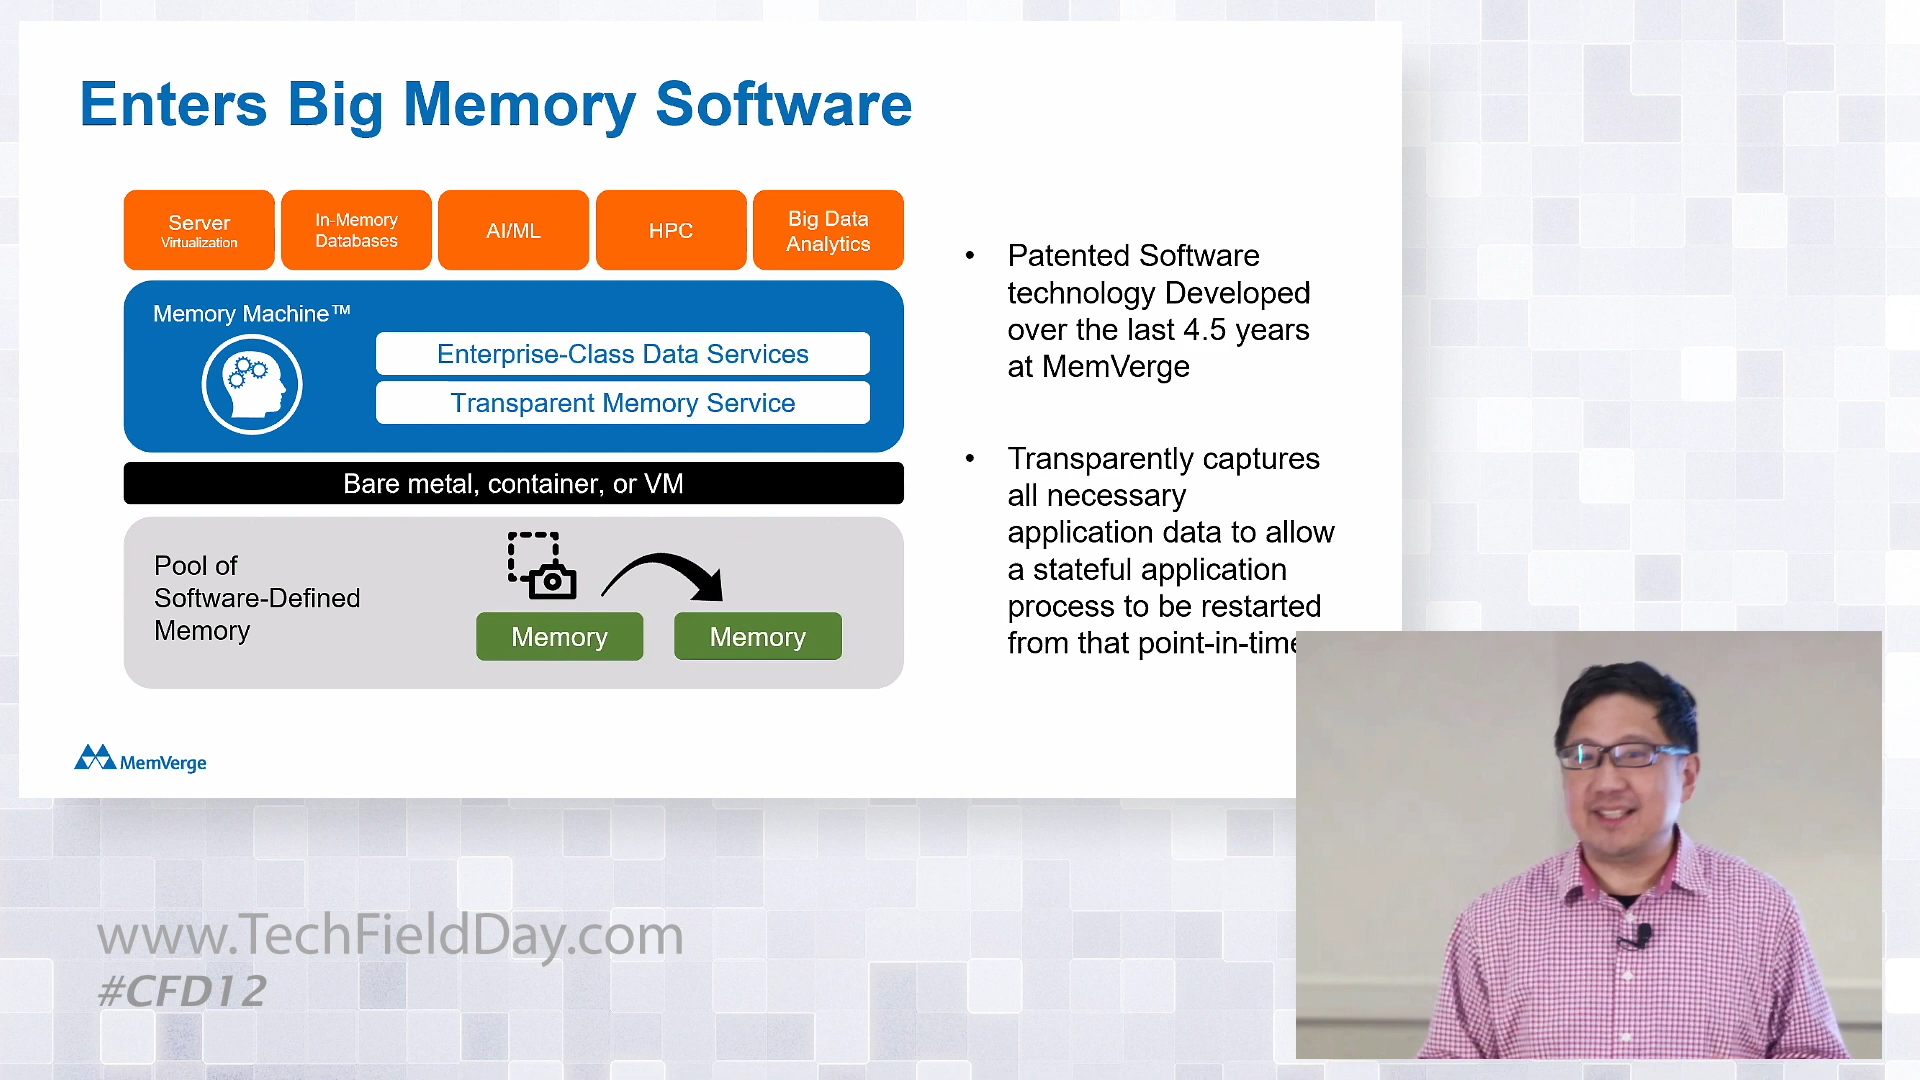 Enters Big Memory Software
Server
Virtualization
In-Memory
Databases
AI/ML
HPC
Big Data
Analytics
Memory Machine™
Enterprise-Class Data Services
Transparent Memory Service
Bare metal, container, or VM
Pool of
Software-Defined
Memory
Memory
Memory
• Patented Software
technology Developed
over the last 4.5 years
at MemVerge
• Transparently captures
all necessary
application data to allow
a stateful application
process to be restarted
from that point-in-time
MemVerge
www.TechFieldDay.com
#CFD12